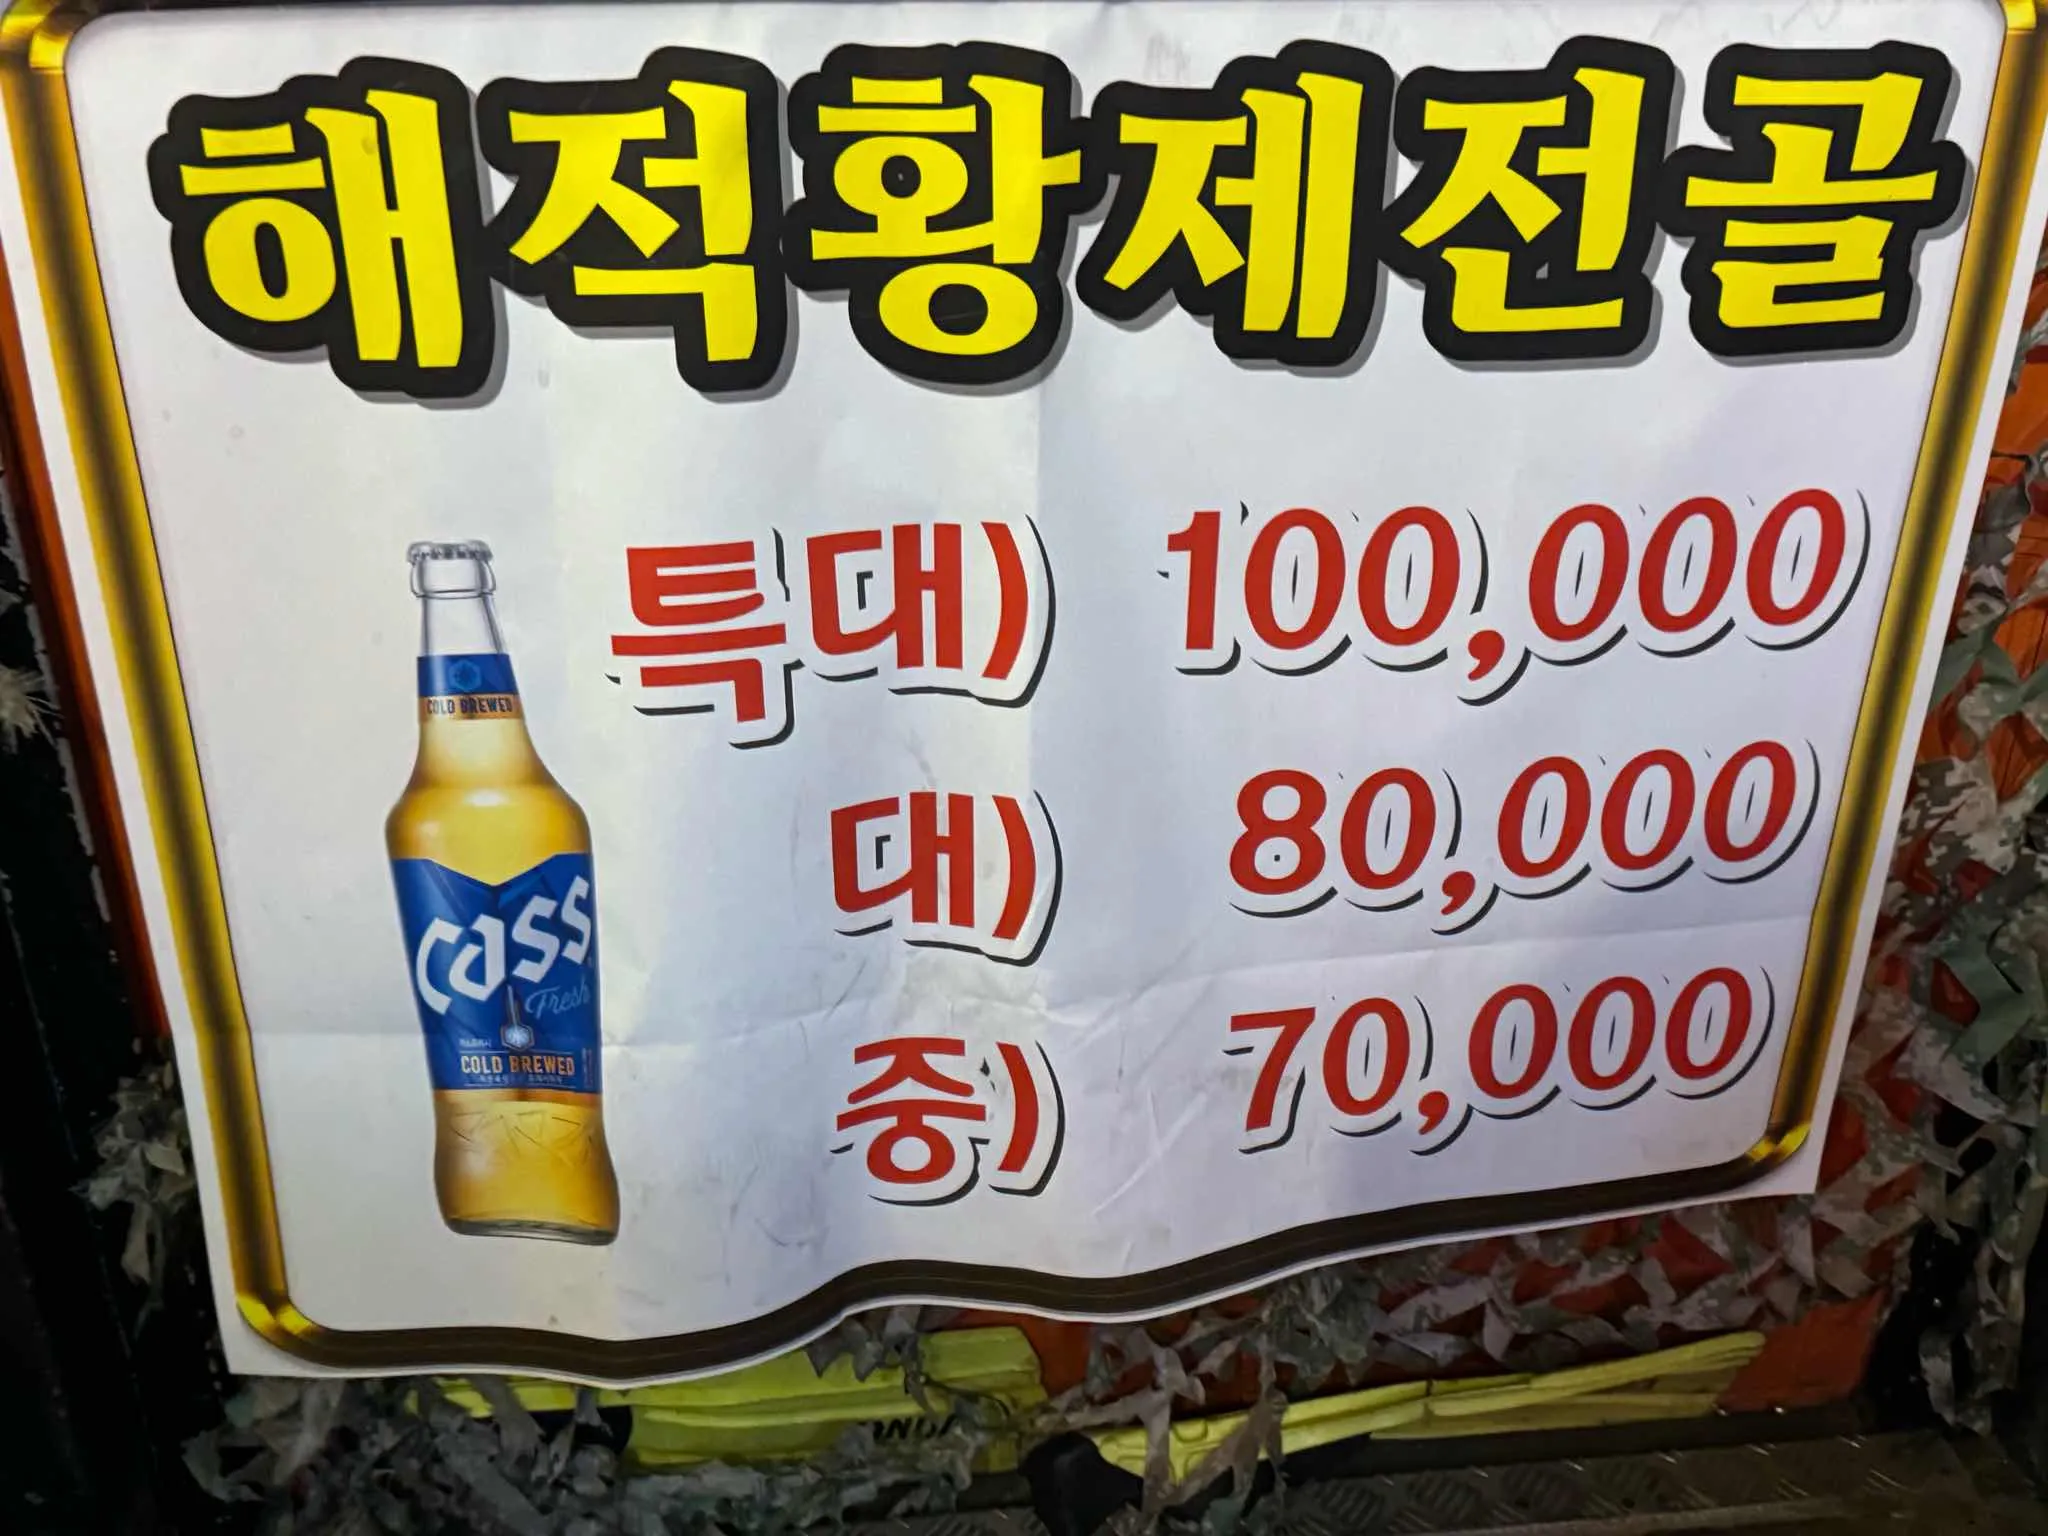 해적황제전골
특대) 100,000
대) 80,000
중) 70,000
COLD BREWED
Cass
Fresh
COLD BREWED